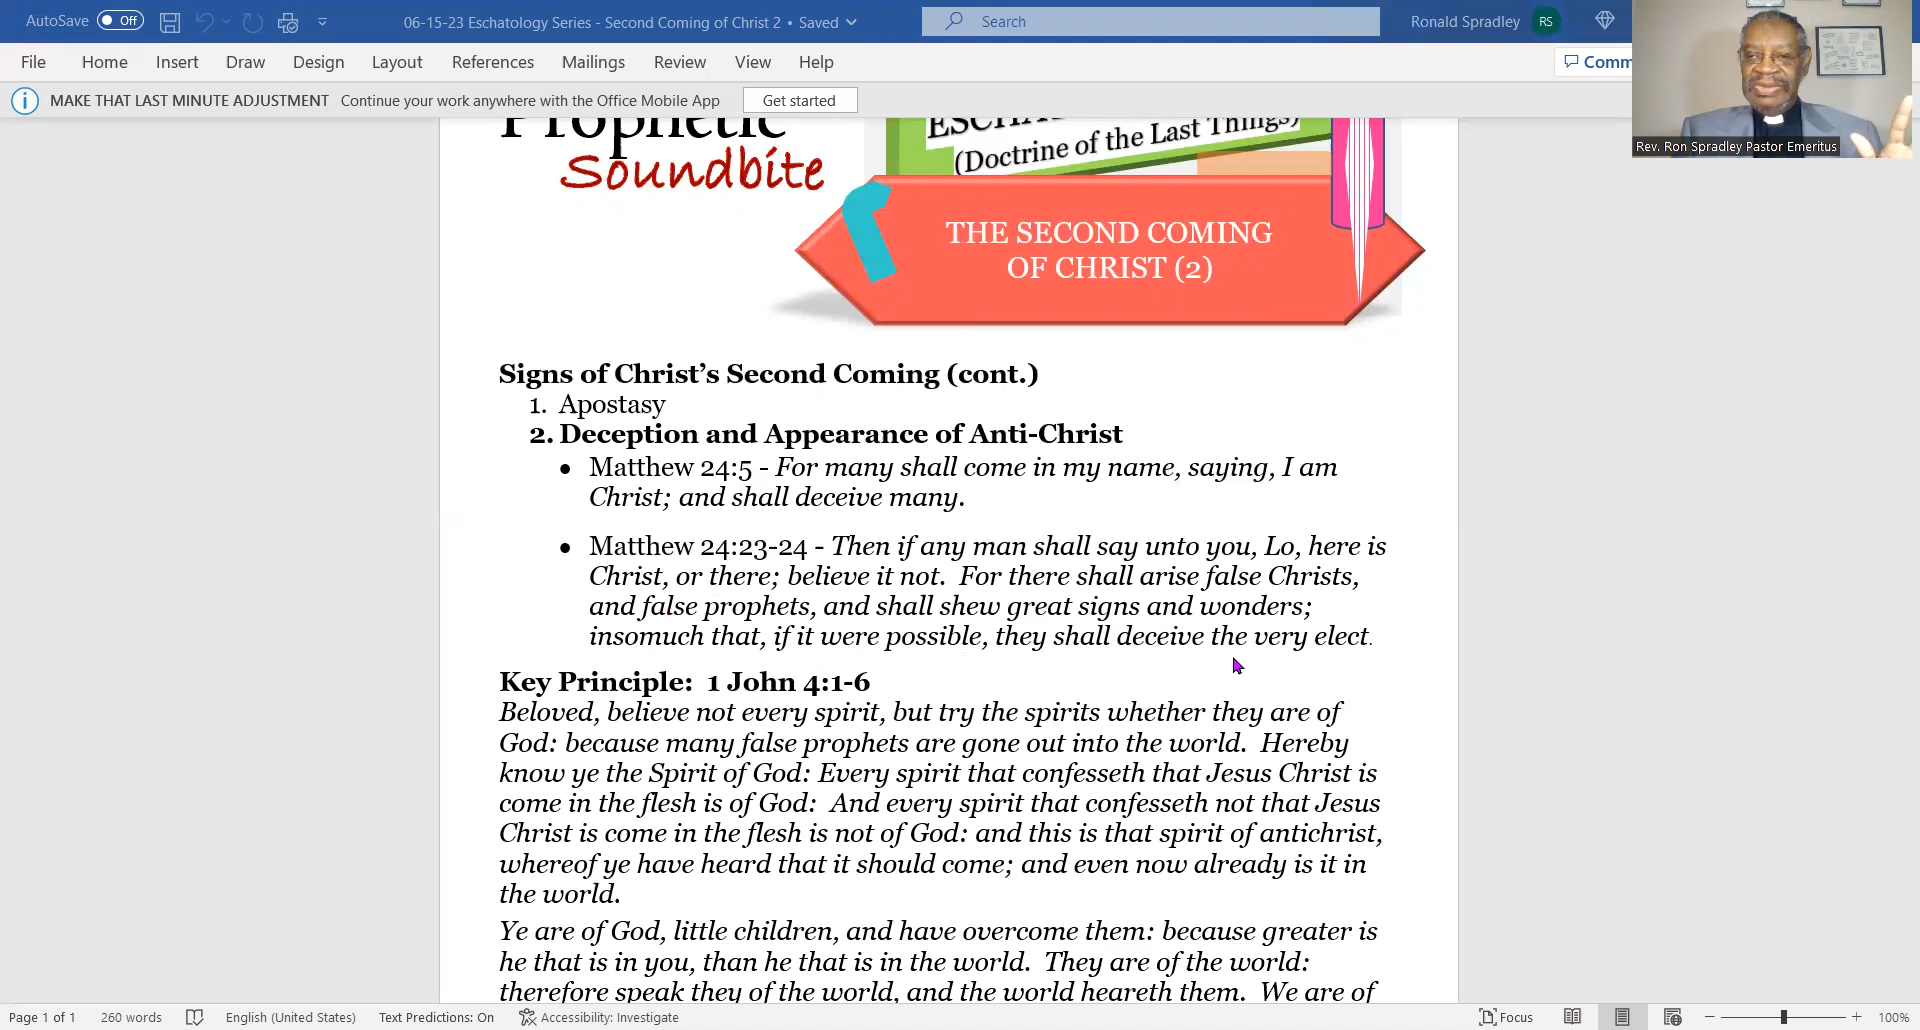 AutoSave Off 06-15-23 Eschatology Series - Second Coming of Christ 2 • Saved Search Ronald Spradley RS
File Home Insert Draw Design Layout References Mailings Review View Help
MAKE THAT LAST MINUTE ADJUSTMENT Continue your work anywhere with the Office Mobile App Get started
Rev. Ron Spradley Pastor Emeritus
Prophetic
Soundbite
(Doctrine of the Last Things)
THE SECOND COMING
OF CHRIST (2)
Signs of Christ’s Second Coming (cont.)
1. Apostasy
2. Deception and Appearance of Anti-Christ
• Matthew 24:5 - For many shall come in my name, saying, I am
Christ; and shall deceive many.
• Matthew 24:23-24 - Then if any man shall say unto you, Lo, here is
Christ, or there; believe it not. For there shall arise false Christs,
and false prophets, and shall shew great signs and wonders;
insomuch that, if it were possible, they shall deceive the very elect.
Key Principle: 1 John 4:1-6
Beloved, believe not every spirit, but try the spirits whether they are of
God: because many false prophets are gone out into the world. Hereby
know ye the Spirit of God: Every spirit that confesseth that Jesus Christ is
come in the flesh is of God: And every spirit that confesseth not that Jesus
Christ is come in the flesh is not of God: and this is that spirit of antichrist,
whereof ye have heard that it should come; and even now already is it in
the world.
Ye are of God, little children, and have overcome them: because greater is
he that is in you, than he that is in the world. They are of the world:
therefore speak they of the world, and the world heareth them. We are of
Page 1 of 1 260 words English (United States) Text Predictions: On Accessibility: Investigate Focus 100%